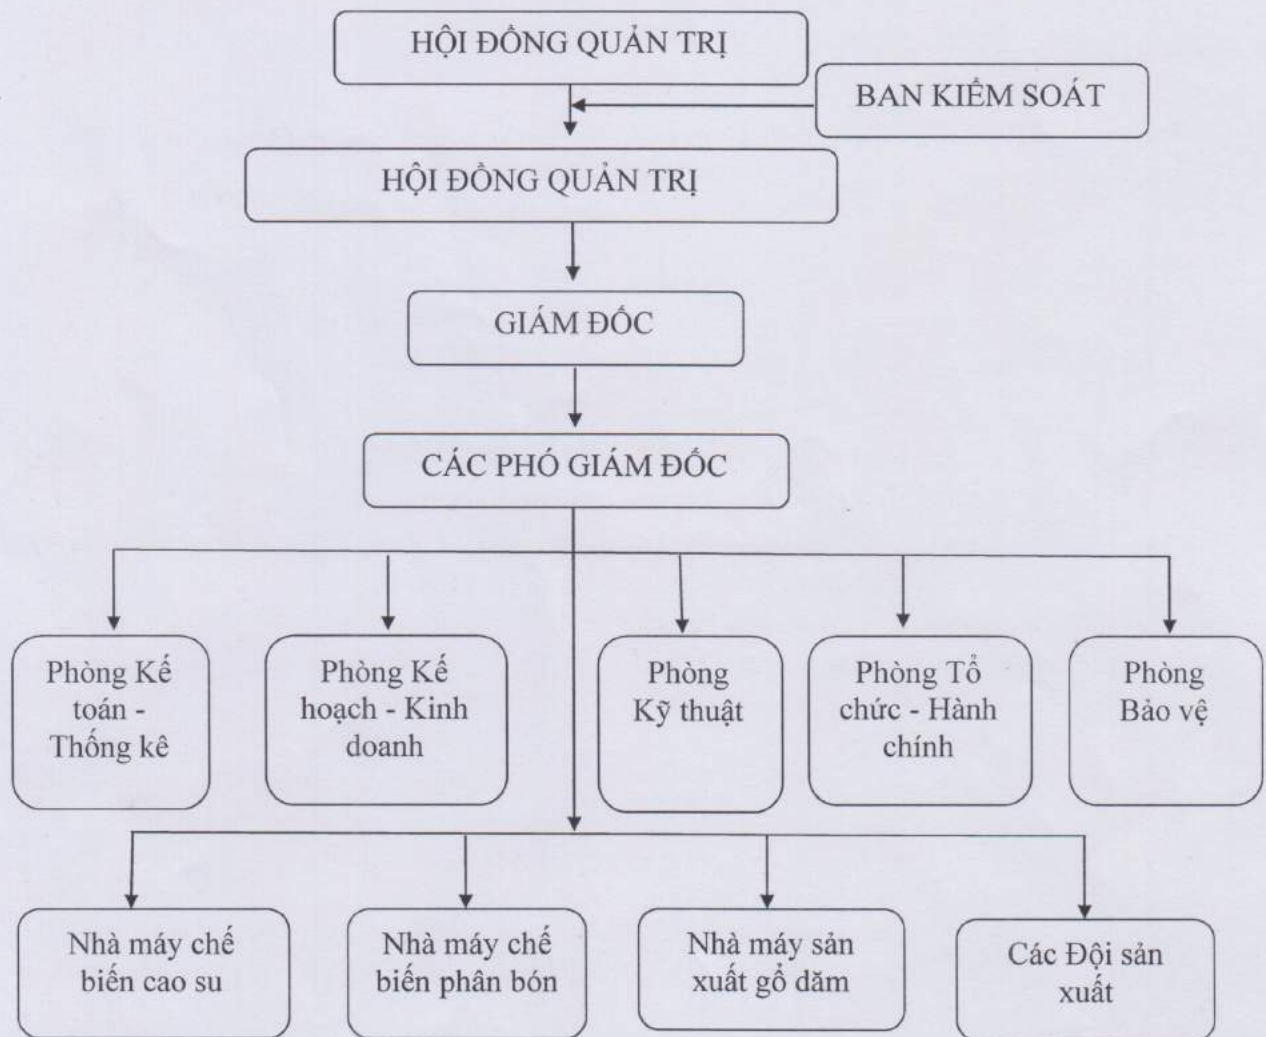 HỘI ĐỒNG QUẢN TRỊ
BAN KIỂM SOÁT
HỘI ĐỒNG QUẢN TRỊ
GIÁM ĐỐC
CÁC PHÓ GIÁM ĐỐC
Phòng Kế
toán -
Thống kê
Phòng Kế
hoạch - Kinh
doanh
Phòng
Kỹ thuật
Phòng Tổ
chức - Hành
chính
Phòng
Bảo vệ
Nhà máy chế
biến cao su
Nhà máy chế
biến phân bón
Nhà máy sản
xuất gổ dăm
Các Đội sản
xuất